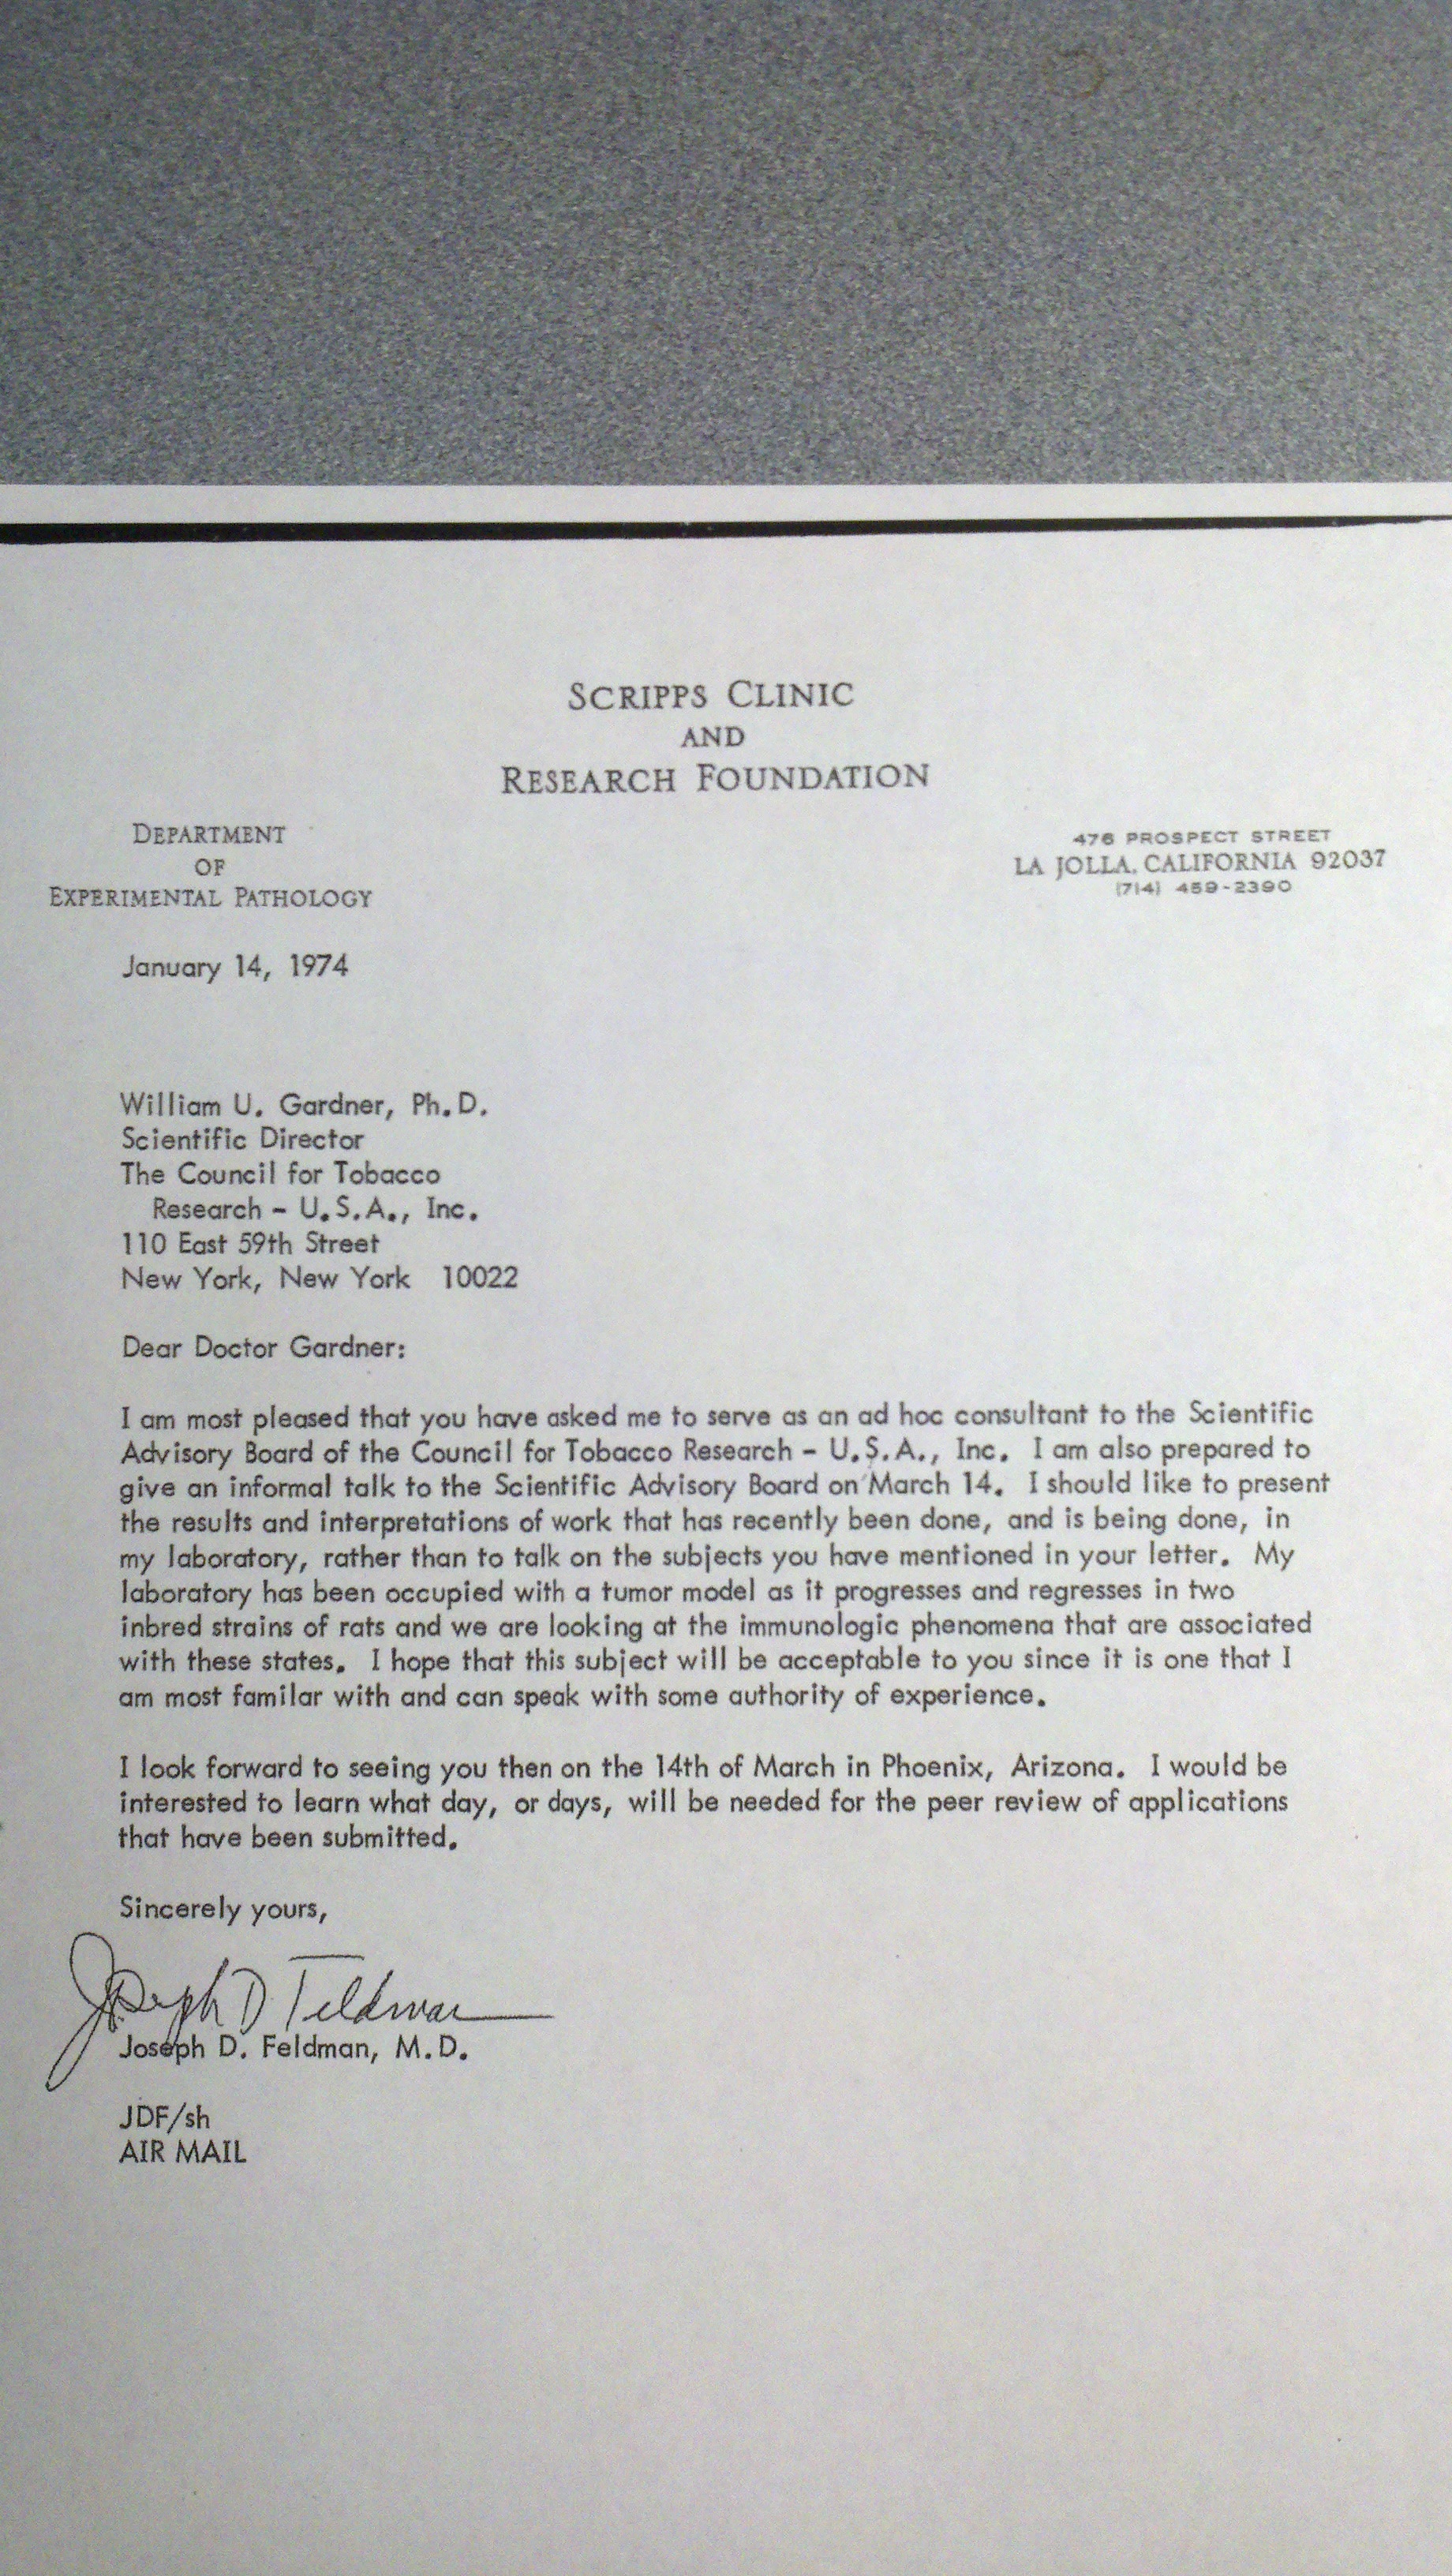 SCRIPPS CLINIC
AND
RESEARCH FOUNDATION
DEPARTMENT
OF
EXPERIMENTAL PATHOLOGY
476 PROSPECT STREET
LA JOLLA, CALIFORNIA 92037
(714) 459-2390
January 14, 1974
William U. Gardner, Ph.D.
Scientific Director
The Council for Tobacco
Research - U.S.A., Inc.
110 East 59th Street
New York, New York 10022
Dear Doctor Gardner:
I am most pleased that you have asked me to serve as an ad hoc consultant to the Scientific
Advisory Board of the Council for Tobacco Research - U.S.A., Inc. I am also prepared to
give an informal talk to the Scientific Advisory Board on March 14. I should like to present
the results and interpretations of work that has recently been done, and is being done, in
my laboratory, rather than to talk on the subjects you have mentioned in your letter. My
laboratory has been occupied with a tumor model as it progresses and regresses in two
inbred strains of rats and we are looking at the immunologic phenomena that are associated
with these states. I hope that this subject will be acceptable to you since it is one that I
am most familar with and can speak with some authority of experience.
I look forward to seeing you then on the 14th of March in Phoenix, Arizona. I would be
interested to learn what day, or days, will be needed for the peer review of applications
that have been submitted.
Sincerely yours,
Joseph D Feldman
Joseph D. Feldman, M.D.
JDF/sh
AIR MAIL